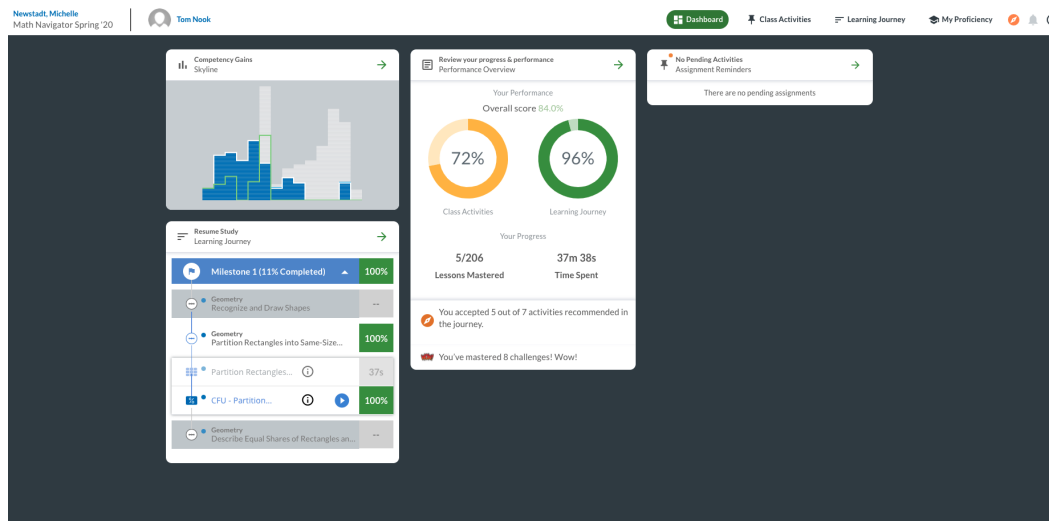 Newstadt, Michelle
Math Navigator Spring '20
Tom Nook
Dashboard
Class Activities
Learning Journey
My Proficiency
Competency Gains
Skyline
Review your progress & performance
Performance Overview
Your Performance
Overall score 84.0%
72%
96%
Class Activities
Learning Journey
Your Progress
5/206
37m 38s
Lessons Mastered
Time Spent
You accepted 5 out of 7 activities recommended in
the journey.
You've mastered 8 challenges! Wow!
No Pending Activities
Assignment Reminders
There are no pending assignments
Resume Study
Learning Journey
Milestone 1 (11% Completed)
100%
Geometry
Recognize and Draw Shapes
--
Geometry
Partition Rectangles into Same-Size...
100%
Partition Rectangles...
37s
CFU - Partition...
100%
Geometry
Describe Equal Shares of Rectangles an...
--